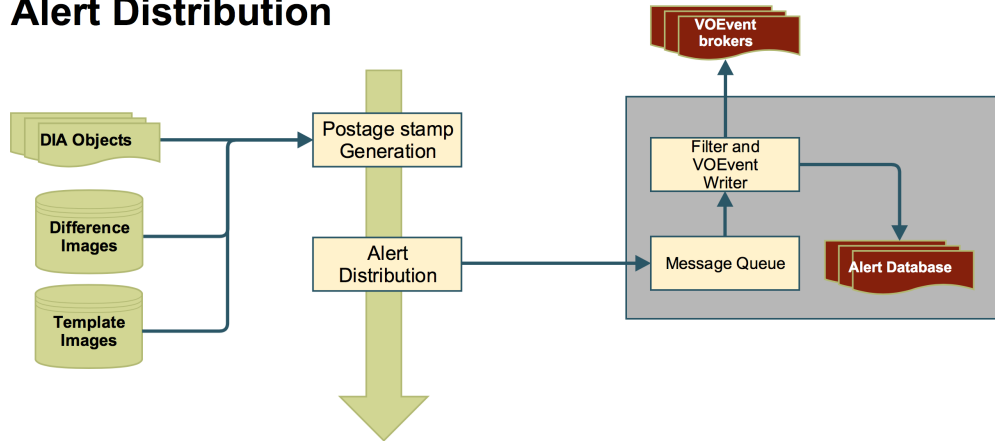 Alert Distribution
VOEvent
brokers
DIA Objects
Postage stamp
Generation
Filter and
VOEvent
Writer
Difference
Images
Alert
Distribution
Message Queue
Alert Database
Template
Images